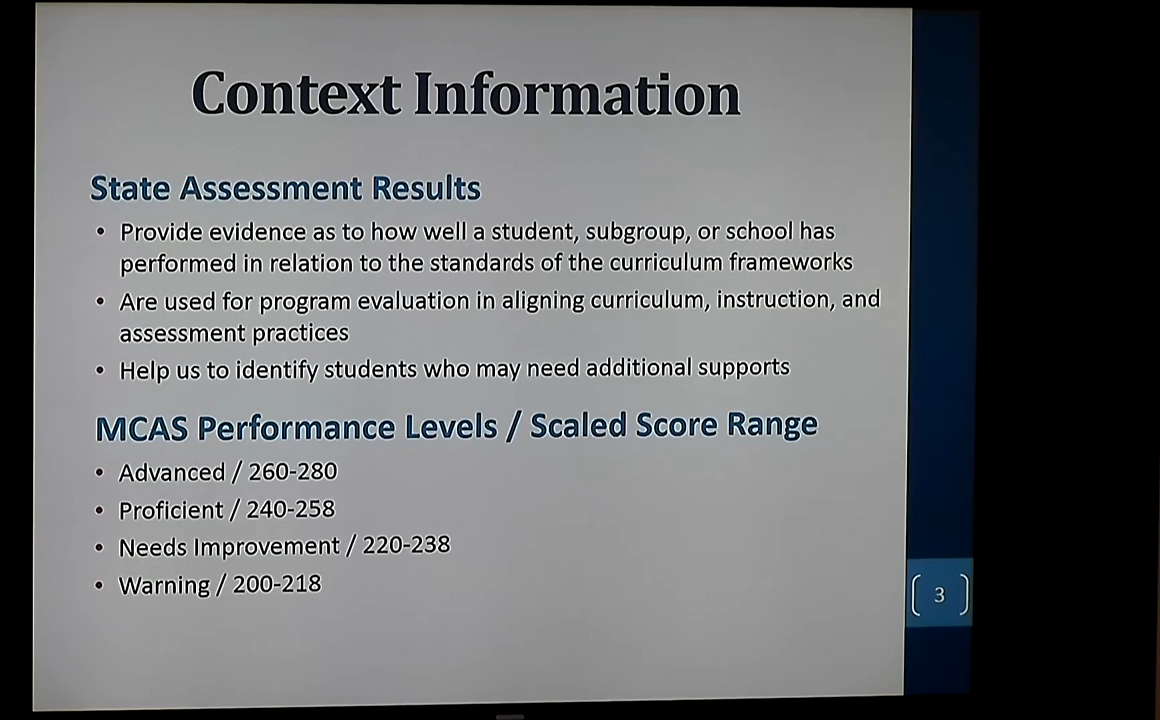 Context Information
State Assessment Results
• Provide evidence as to how well a student, subgroup, or school has
performed in relation to the standards of the curriculum frameworks
• Are used for program evaluation in aligning curriculum, instruction, and
assessment practices
• Help us to identify students who may need additional supports
MCAS Performance Levels / Scaled Score Range
• Advanced / 260-280
• Proficient / 240-258
• Needs Improvement / 220-238
• Warning / 200-218
3